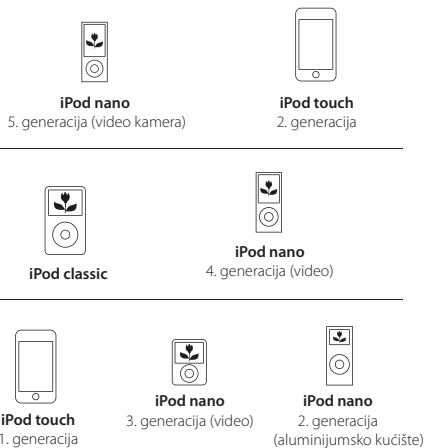 iPod nano
5. generacija (video kamera)
iPod touch
2. generacija
iPod classic
iPod nano
4. generacija (video)
iPod touch
1. generacija
iPod nano
3. generacija (video)
iPod nano
2. generacija
(aluminijumsko kućište)